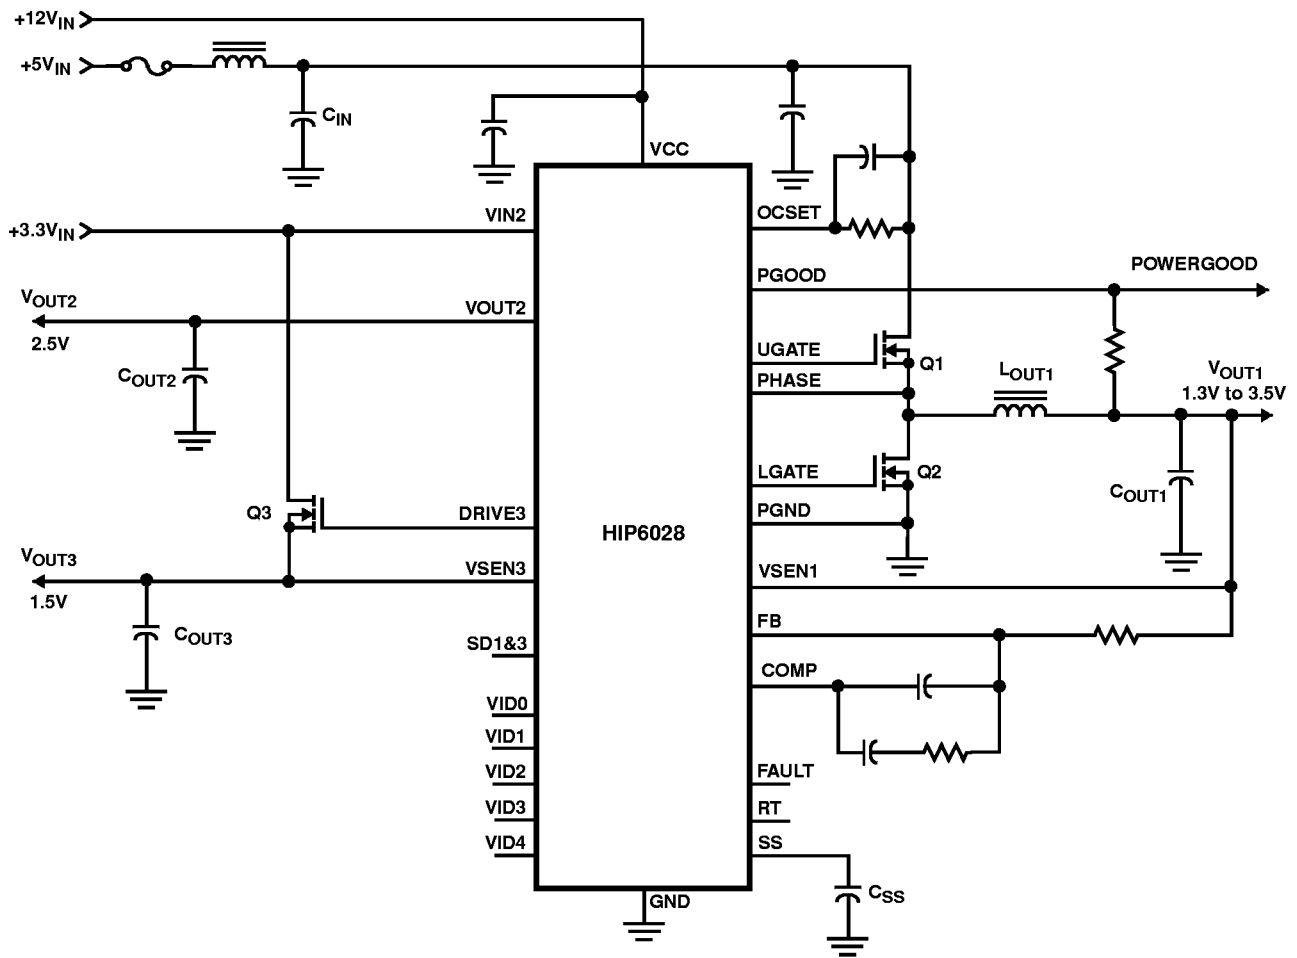 +12VIN
+5VIN
CIN
VCC
+3.3VIN
VIN2
OCSET
POWERGOOD
PGOOD
VOUT2
2.5V
VOUT2
COUT2
UGATE
Q1
PHASE
LOUT1
VOUT1
1.3V to 3.5V
LGATE
Q2
COUT1
Q3
DRIVE3
PGND
HIP6028
VOUT3
1.5V
VSEN3
VSEN1
COUT3
FB
SD1&3
COMP
VID0
VID1
VID2
VID3
VID4
FAULT
RT
SS
CSS
GND